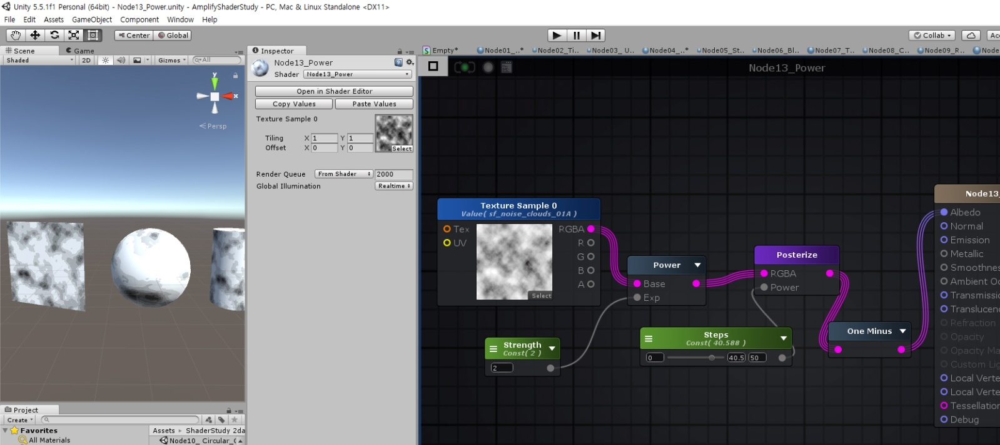 Unity 5.5.1f1 Personal (64bit) - Node13_Power.unity - AmplifyShaderStudy - PC, Mac & Linux Standalone <DX11>
File Edit Assets GameObject Component Window Help
Center Global Collab Acc
Scene Game
Shaded 2D Gizmos All
y
x
Persp
Inspector
Node13_Power
Shader Node13_Power
Open in Shader Editor
Copy Values Paste Values
Texture Sample 0
Tiling X 1 Y 1
Offset X 0 Y 0
Select
Render Queue From Shader 2000
Global Illumination Realtime
Empty* Node01_..* Node02_Ti.. Node03_ U.. Node04_..* Node05_St.. Node06_Bl.. Node07_T.. Node08_C.. Node09_R.. Node
Node13_Power
Texture Sample 0
Value( sf_noise_clouds_01A )
Tex RGBA
UV R
G
B
A
Select
Power
Base
Exp
Strength
Const( 2 )
2
Posterize
RGBA
Power
Steps
Const( 40.588 )
0 40.5 50
One Minus
Node13_
Albedo
Normal
Emission
Metallic
Smoothnes
Ambient Oc
Transmissio
Translucenc
Refraction
Opacity
Opacity Ma
Custom Lig
Local Verte
Local Verte
Tessellation
Debug
Project
Create
Favorites
All Materials
Assets ShaderStudy 2da
Node10_ Circular_